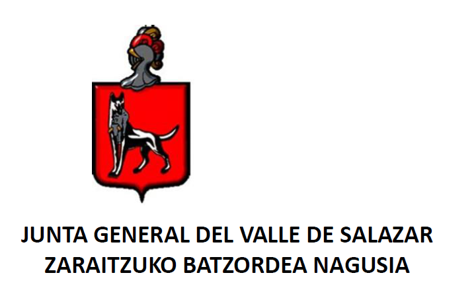 JUNTA GENERAL DEL VALLE DE SALAZAR
ZARAITZUKO BATZORDEA NAGUSIA